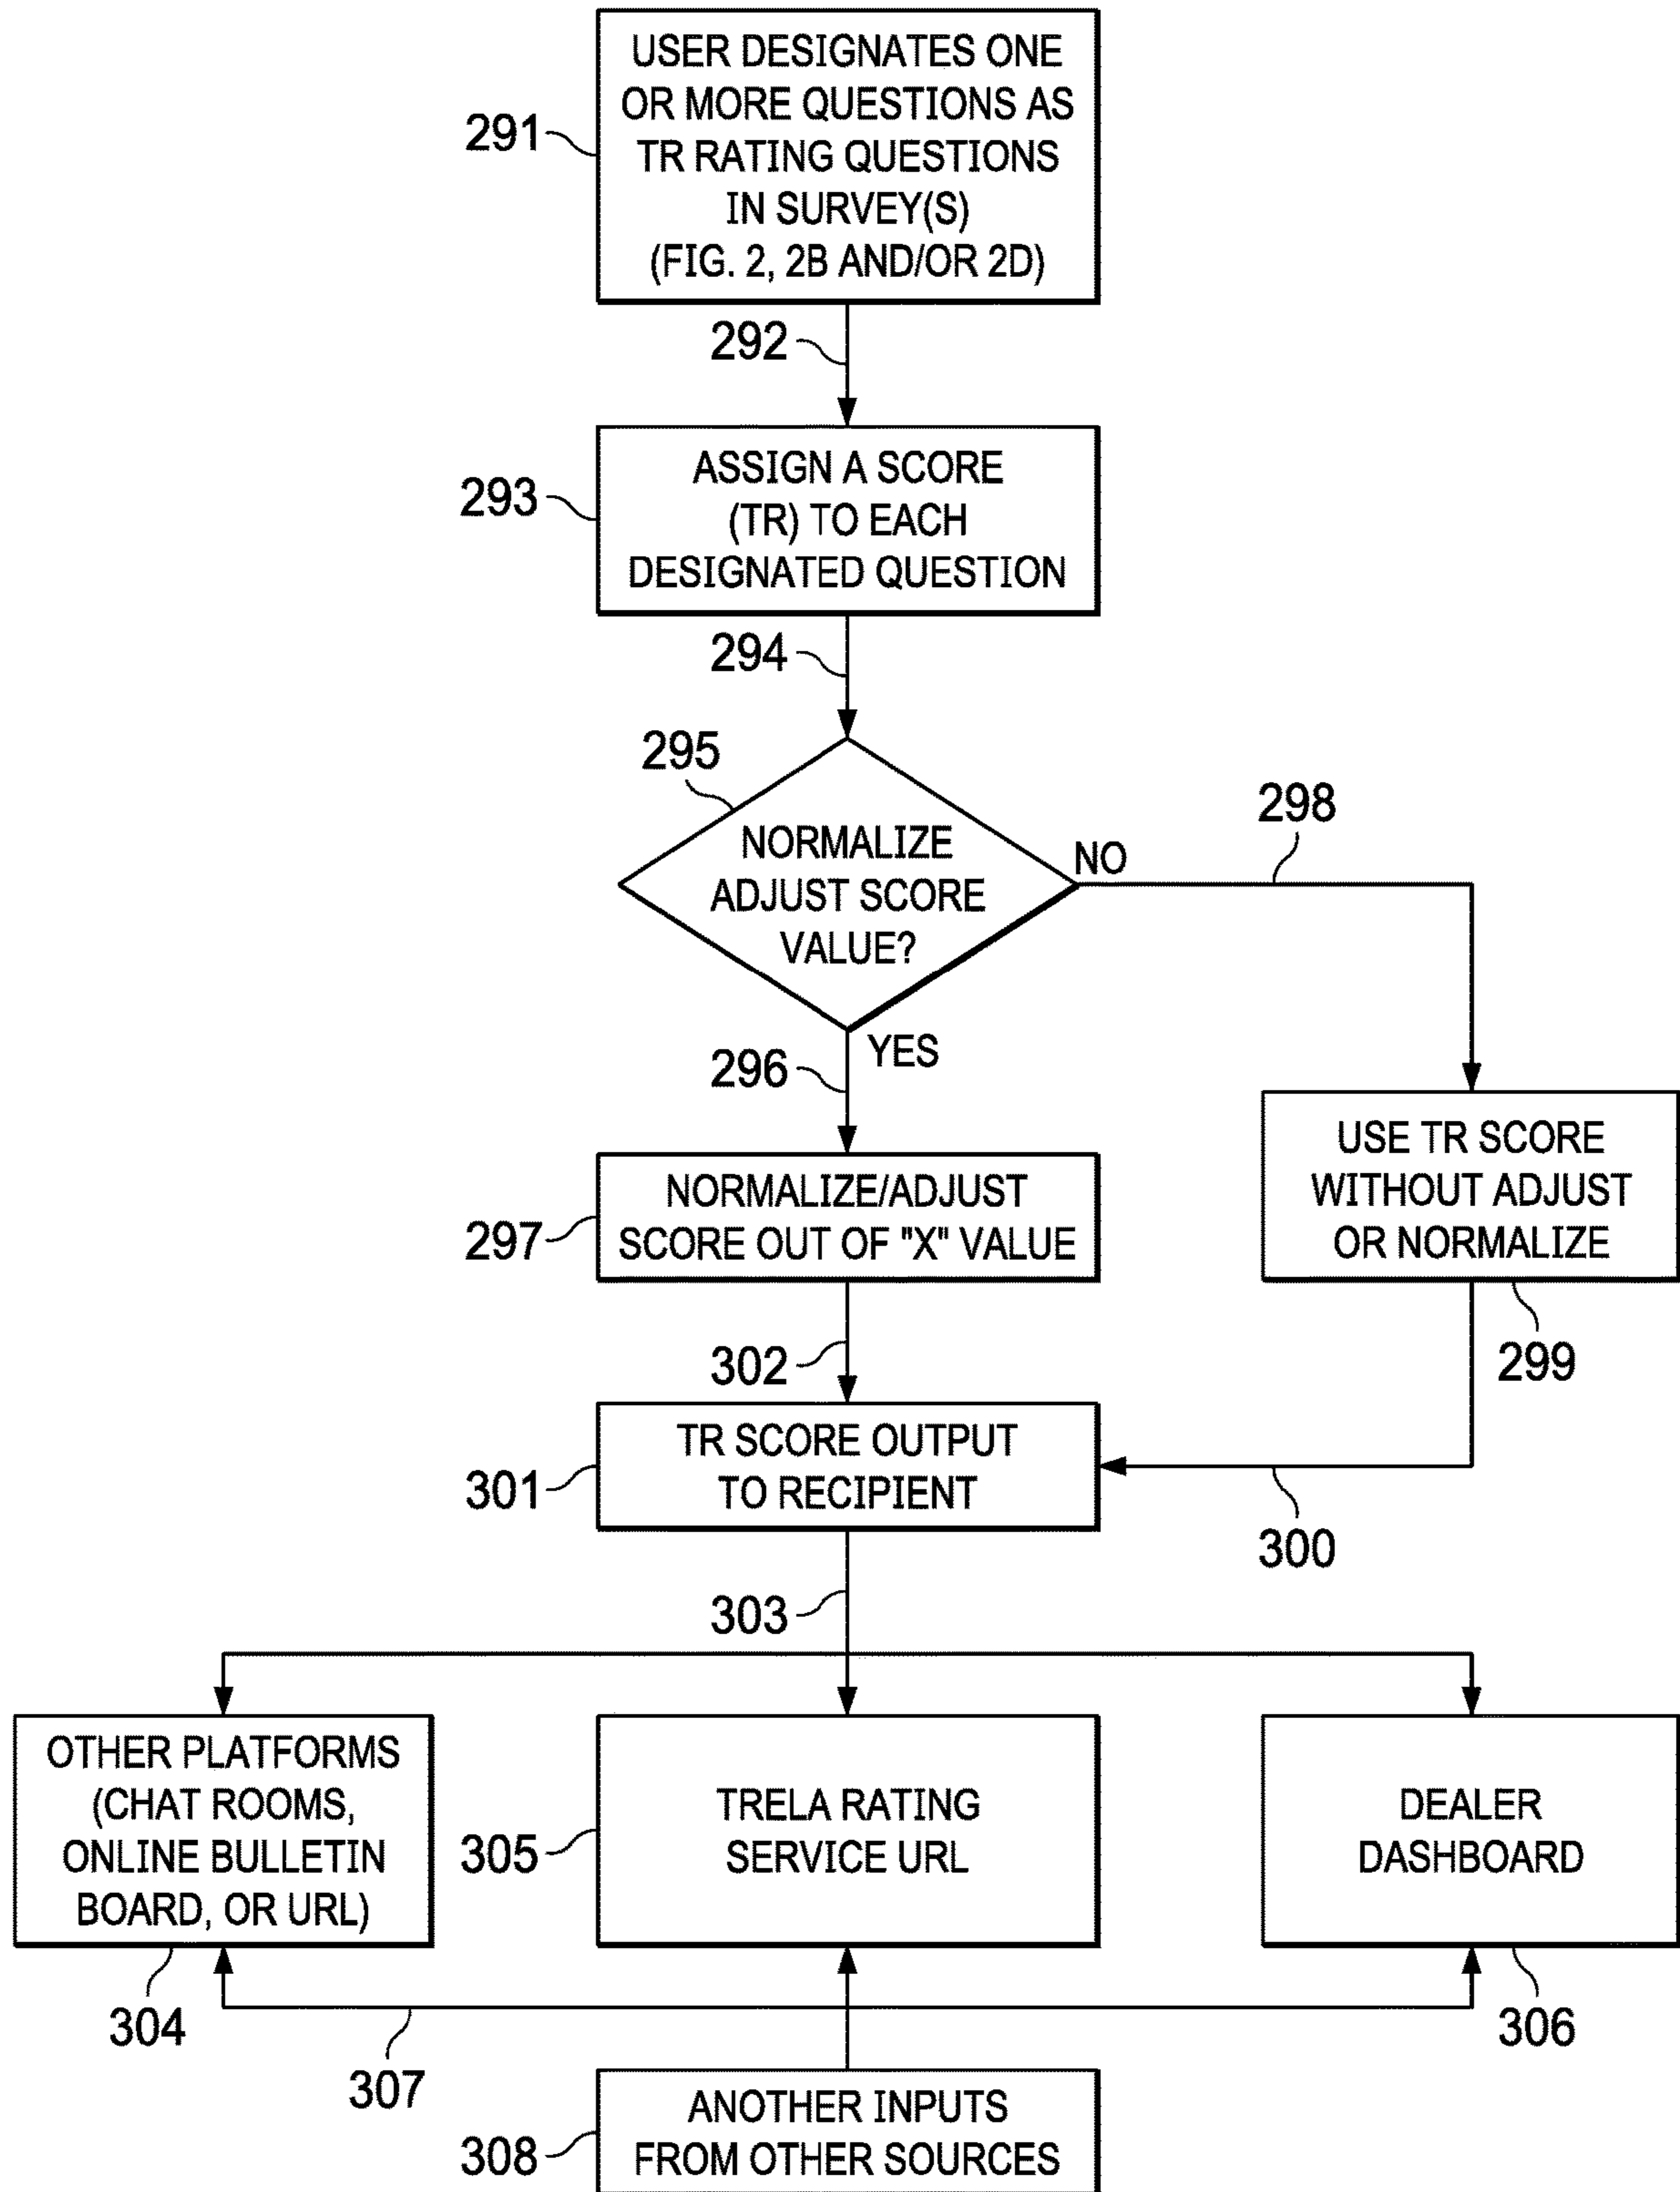 USER DESIGNATES ONE
OR MORE QUESTIONS AS
TR RATING QUESTIONS
IN SURVEY(S)
(FIG. 2, 2B AND/OR 2D)
291
292
ASSIGN A SCORE
(TR) TO EACH
DESIGNATED QUESTION
293
294
295
NORMALIZE
ADJUST SCORE
VALUE?
NO
298
YES
296
NORMALIZE/ADJUST
SCORE OUT OF "X" VALUE
297
USE TR SCORE
WITHOUT ADJUST
OR NORMALIZE
299
302
TR SCORE OUTPUT
TO RECIPIENT
301
300
303
OTHER PLATFORMS
(CHAT ROOMS,
ONLINE BULLETIN
BOARD, OR URL)
304
TRELA RATING
SERVICE URL
305
DEALER
DASHBOARD
306
307
ANOTHER INPUTS
FROM OTHER SOURCES
308